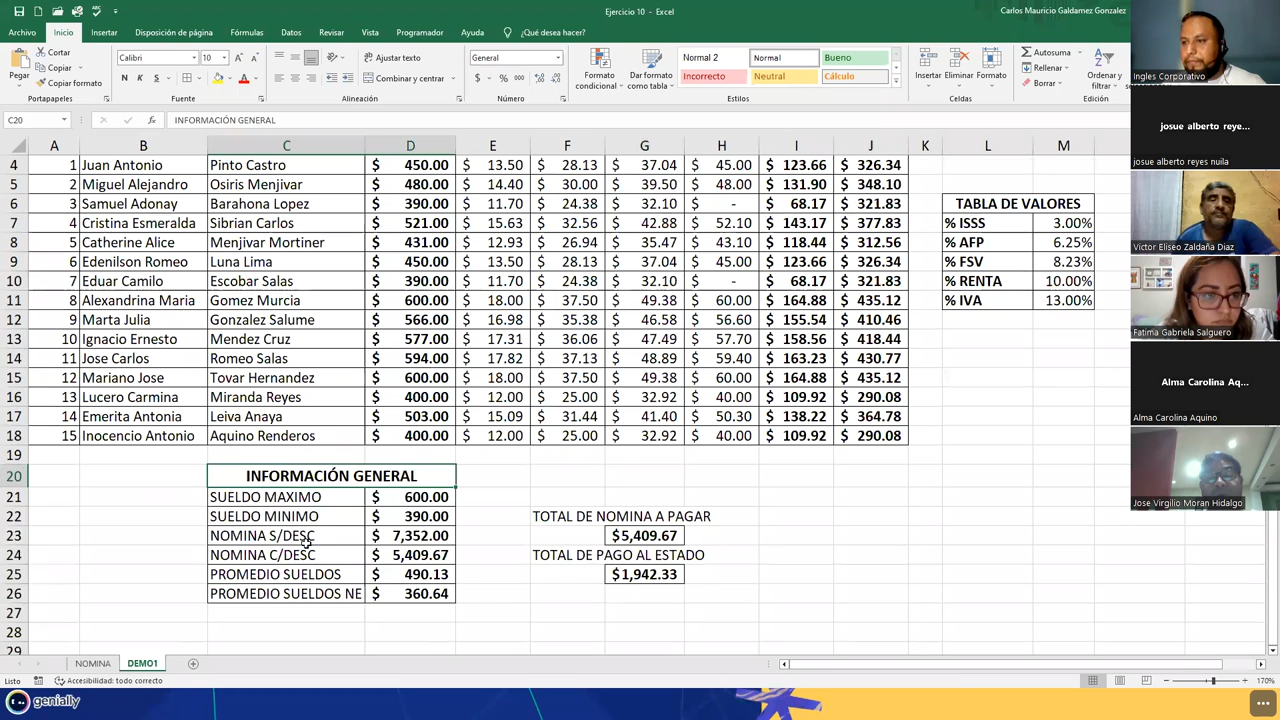 Ejercicio 10 - Excel
Carlos Mauricio Galdamez Gonzalez
Archivo Inicio Insertar Disposición de página Fórmulas Datos Revisar Vista Programador Ayuda ¿Qué desea hacer?
Pegar
Cortar
Copiar
Copiar formato
Portapapeles
Calibri 10
N K S
Fuente
Ajustar texto
Combinar y centrar
Alineación
General
$ % 000
Número
Formato condicional
Dar formato como tabla
Normal 2 Normal Bueno
Incorrecto Neutral Cálculo
Estilos
Insertar Eliminar Formato
Celdas
Autosuma
Rellenar
Borrar
Ordenar y filtrar
Edición
C20 fx INFORMACIÓN GENERAL
A B C D E F G H I J K L M
4 1 Juan Antonio Pinto Castro $ 450.00 $ 13.50 $ 28.13 $ 37.04 $ 45.00 $ 123.66 $ 326.34
5 2 Miguel Alejandro Osiris Menjivar $ 480.00 $ 14.40 $ 30.00 $ 39.50 $ 48.00 $ 131.90 $ 348.10
6 3 Samuel Adonay Barahona Lopez $ 390.00 $ 11.70 $ 24.38 $ 32.10 $ - $ 68.17 $ 321.83 TABLA DE VALORES
7 4 Cristina Esmeralda Sibrian Carlos $ 521.00 $ 15.63 $ 32.56 $ 42.88 $ 52.10 $ 143.17 $ 377.83 % ISSS 3.00%
8 5 Catherine Alice Menjivar Mortiner $ 431.00 $ 12.93 $ 26.94 $ 35.47 $ 43.10 $ 118.44 $ 312.56 % AFP 6.25%
9 6 Edenilson Romeo Luna Lima $ 450.00 $ 13.50 $ 28.13 $ 37.04 $ 45.00 $ 123.66 $ 326.34 % FSV 8.23%
10 7 Eduar Camilo Escobar Salas $ 390.00 $ 11.70 $ 24.38 $ 32.10 $ - $ 68.17 $ 321.83 % RENTA 10.00%
11 8 Alexandrina Maria Gomez Murcia $ 600.00 $ 18.00 $ 37.50 $ 49.38 $ 60.00 $ 164.88 $ 435.12 % IVA 13.00%
12 9 Marta Julia Gonzalez Salume $ 566.00 $ 16.98 $ 35.38 $ 46.58 $ 56.60 $ 155.54 $ 410.46
13 10 Ignacio Ernesto Mendez Cruz $ 577.00 $ 17.31 $ 36.06 $ 47.49 $ 57.70 $ 158.56 $ 418.44
14 11 Jose Carlos Romeo Salas $ 594.00 $ 17.82 $ 37.13 $ 48.89 $ 59.40 $ 163.23 $ 430.77
15 12 Mariano Jose Tovar Hernandez $ 600.00 $ 18.00 $ 37.50 $ 49.38 $ 60.00 $ 164.88 $ 435.12
16 13 Lucero Carmina Miranda Reyes $ 400.00 $ 12.00 $ 25.00 $ 32.92 $ 40.00 $ 109.92 $ 290.08
17 14 Emerita Antonia Leiva Anaya $ 503.00 $ 15.09 $ 31.44 $ 41.40 $ 50.30 $ 138.22 $ 364.78
18 15 Inocencio Antonio Aquino Renderos $ 400.00 $ 12.00 $ 25.00 $ 32.92 $ 40.00 $ 109.92 $ 290.08
19
20 INFORMACIÓN GENERAL
21 SUELDO MAXIMO $ 600.00
22 SUELDO MINIMO $ 390.00 TOTAL DE NOMINA A PAGAR
23 NOMINA S/DESC $ 7,352.00 $5,409.67
24 NOMINA C/DESC $ 5,409.67 TOTAL DE PAGO AL ESTADO
25 PROMEDIO SUELDOS $ 490.13 $1,942.33
26 PROMEDIO SUELDOS NE $ 360.64
27
28
29
NOMINA DEMO1
Listo Accesibilidad: todo correcto 170%
genially
Ingles Corporativo
josue alberto reye...
josue alberto reyes nuila
Victor Eliseo Zaldaña Diaz
Fatima Gabriela Salguero
Alma Carolina Aq...
Alma Carolina Aquino
Jose Virgilio Moran Hidalgo